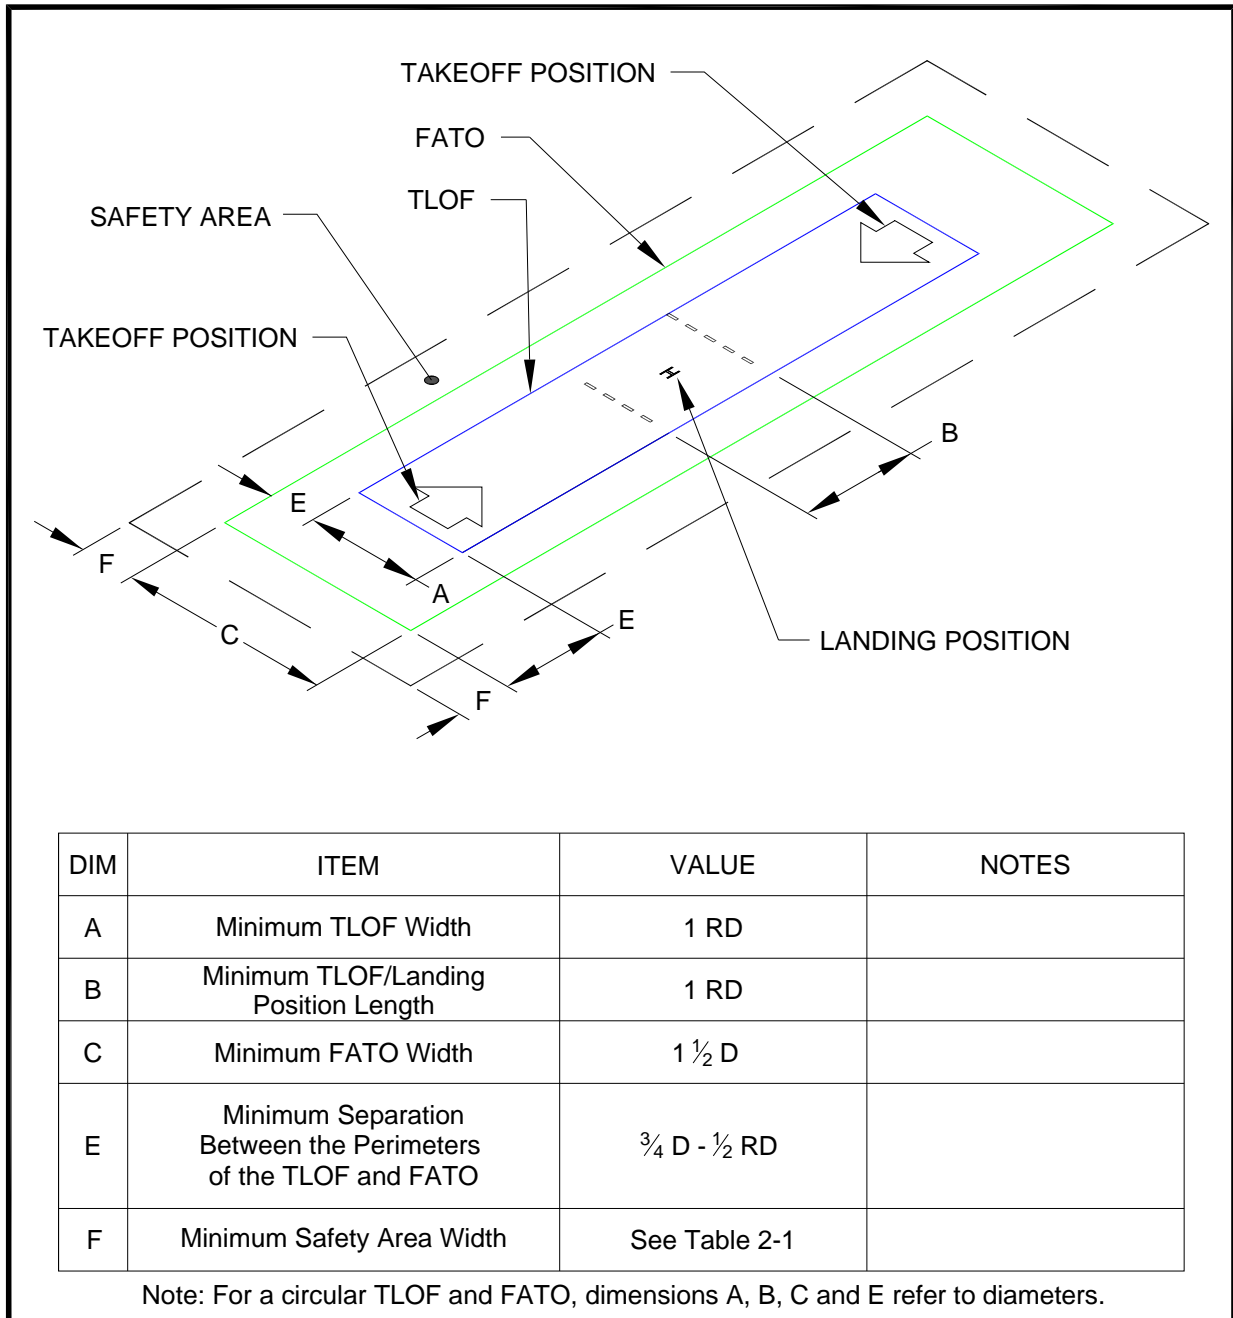 TAKEOFF POSITION
FATO
TLOF
SAFETY AREA
TAKEOFF POSITION
B
E
F
A
C
E
LANDING POSITION
F
DIM ITEM VALUE NOTES
A Minimum TLOF Width 1 RD
B Minimum TLOF/Landing
Position Length 1 RD
C Minimum FATO Width 1 ½ D
E Minimum Separation
Between the Perimeters
of the TLOF and FATO ¾ D - ½ RD
F Minimum Safety Area Width See Table 2-1
Note: For a circular TLOF and FATO, dimensions A, B, C and E refer to diameters.
H